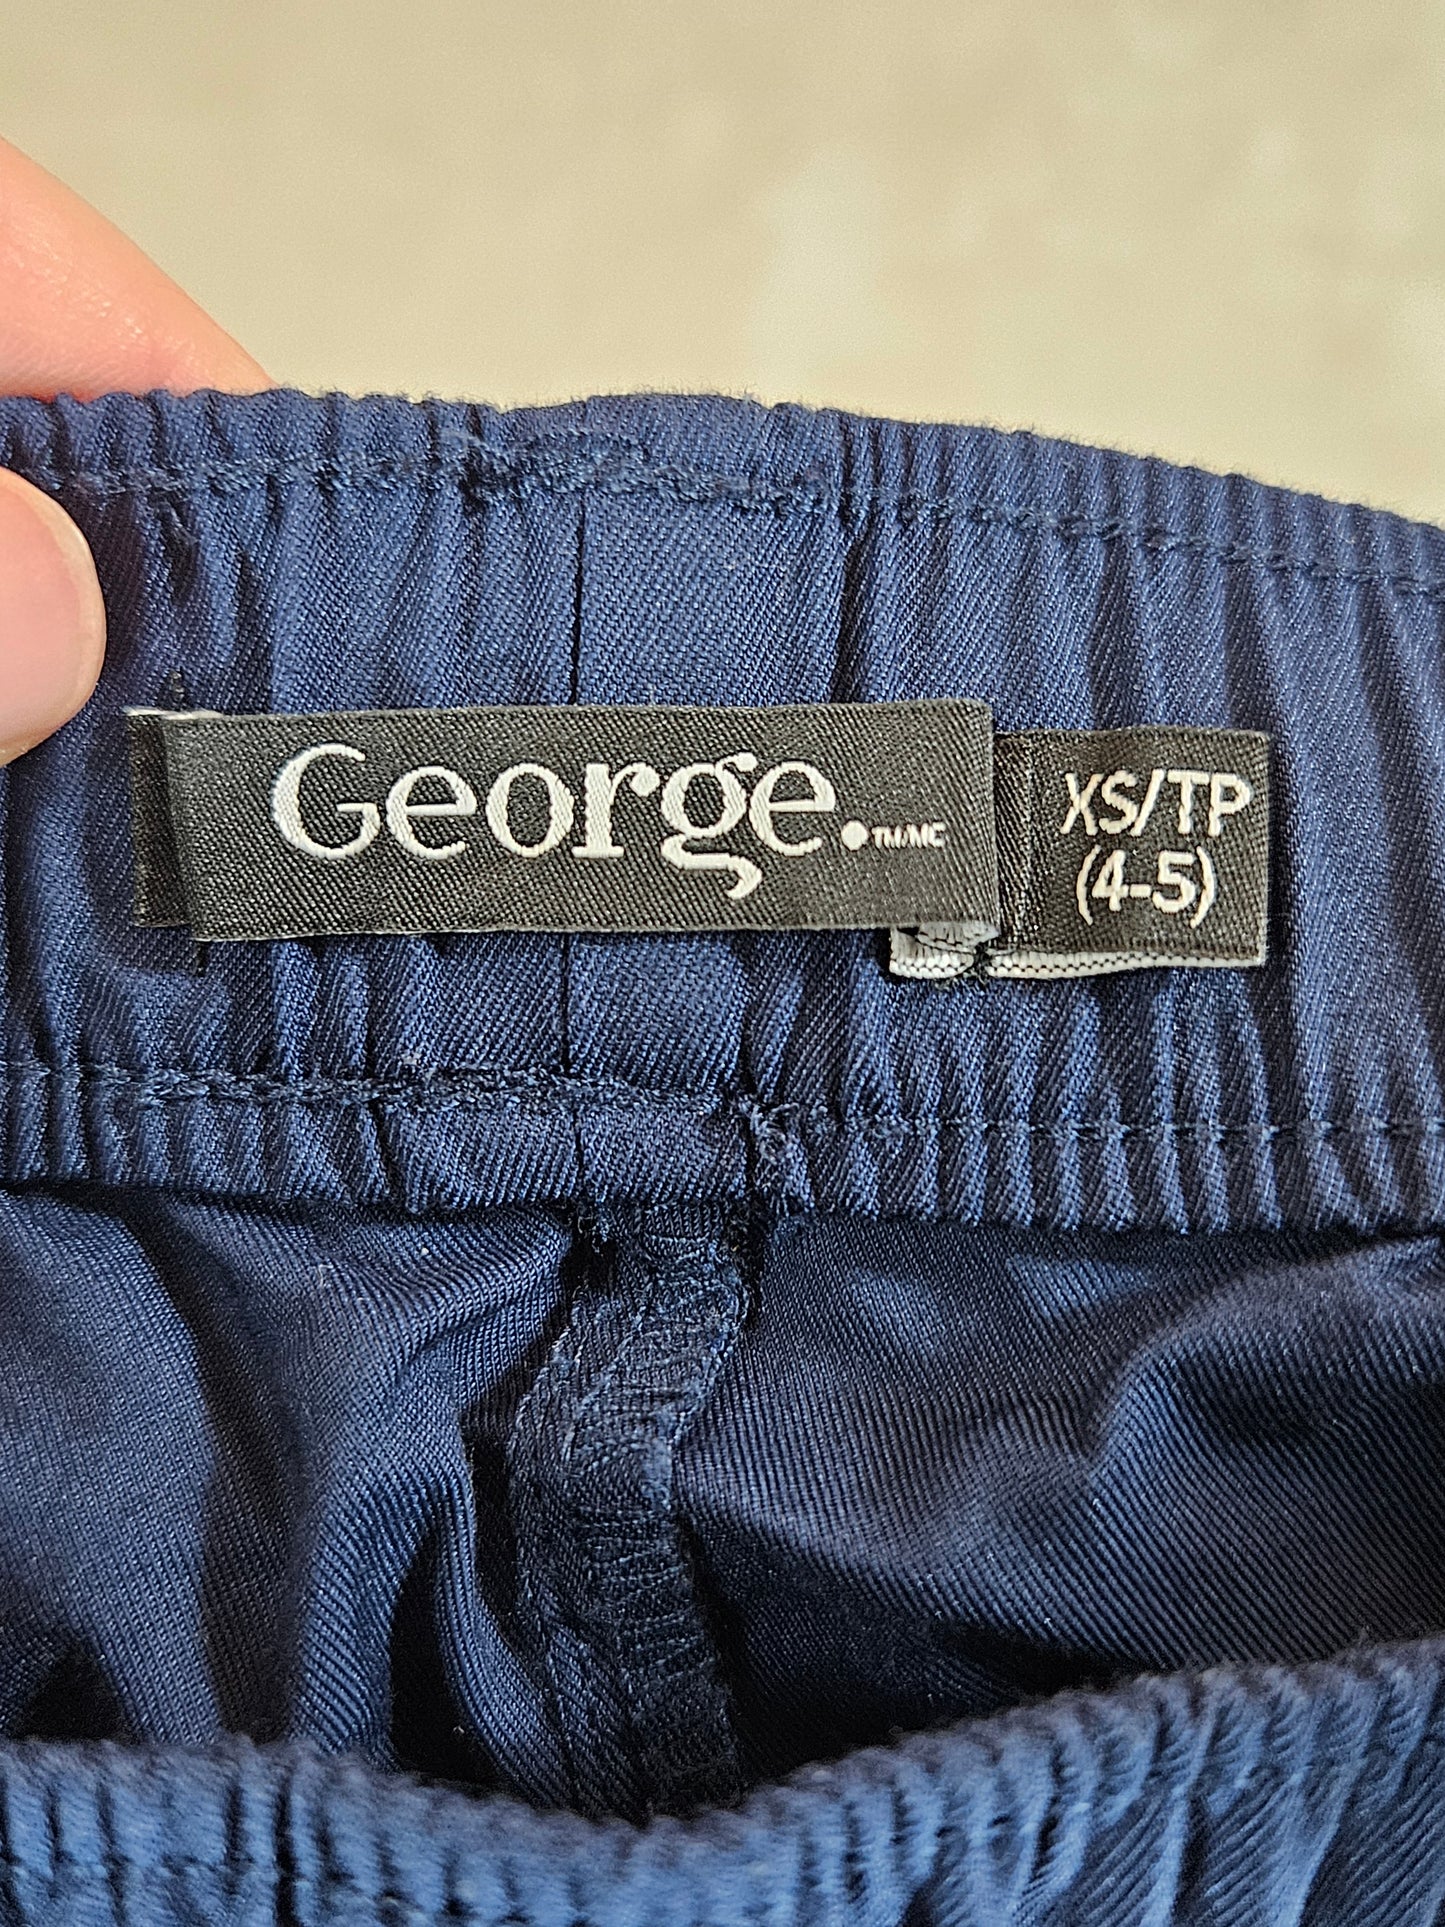 George.™/MC
XS/TP
(4-5)